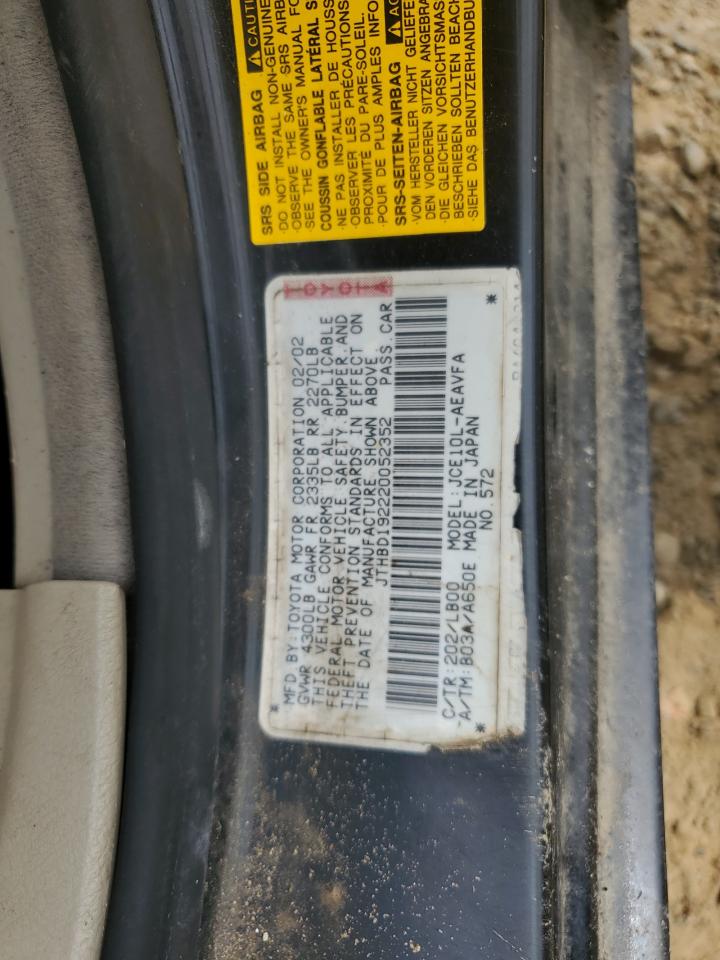 CAUTI
SRS SIDE AIRBAG
·DO NOT INSTALL NON-GENUINE
·OBSERVE THE SAME SRS AIRB
·SEE THE OWNER'S MANUAL FO
COUSSIN GONFLABLE LATÉRAL S
·NE PAS INSTALLER DE HOUSS
·OBSERVER LES PRÉCAUTIONS
PROXIMITÉ DU PARE-SOLEIL.
·POUR DE PLUS AMPLES INFO
AC
SRS-SEITEN-AIRBAG
·VOM HERSTELLER NICHT GELIEFE
DEN VORDEREN SITZEN ANGEBRA
·DIE GLEICHEN VORSICHTSMAS
BESCHRIEBEN SOLLTEN BEACH
·SIEHE DAS BENUTZERHANDBU
TOYOTA
* MFD BY:TOYOTA MOTOR CORPORATION 02/02
GVWR 4300LB GAWR FR 2335LB RR 2270LB
THIS VEHICLE CONFORMS TO ALL APPLICABLE
FEDERAL MOTOR VEHICLE SAFETY,BUMPER,AND
THEFT PREVENTION STANDARDS IN EFFECT ON
THE DATE OF MANUFACTURE SHOWN ABOVE.
JTHBD192220052352 PASS.CAR
C/TR:202/LB00 MODEL:JCE10L-AEAVFA
-A/TM:B03A/A650E MADE IN JAPAN
* NO.572 *